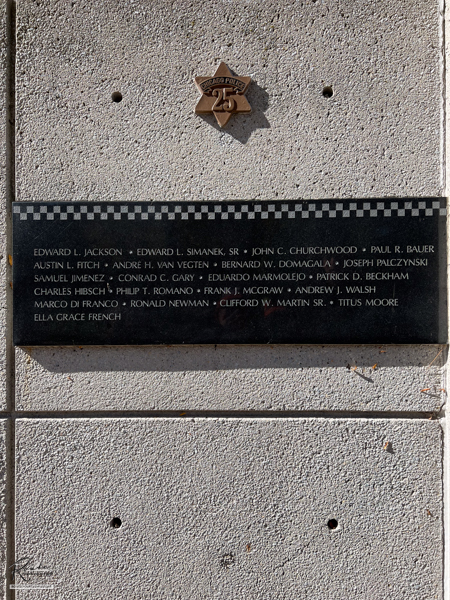 CHICAGO POLICE
25
EDWARD L. JACKSON • EDWARD L. SIMANEK, SR • JOHN C. CHURCHWOOD • PAUL R. BAUER
AUSTIN L. FITCH • ANDRE H. VAN VEGTEN • BERNARD W. DOMAGALA • JOSEPH PALCZYNSKI
SAMUEL JIMENEZ • CONRAD C. GARY • EDUARDO MARMOLEJO • PATRICK D. BECKHAM
CHARLES HIBSCH • PHILIP T. ROMANO • FRANK J. MCGRAW • ANDREW J. WALSH
MARCO DI FRANCO • RONALD NEWMAN • CLIFFORD W. MARTIN SR. • TITUS MOORE
ELLA GRACE FRENCH